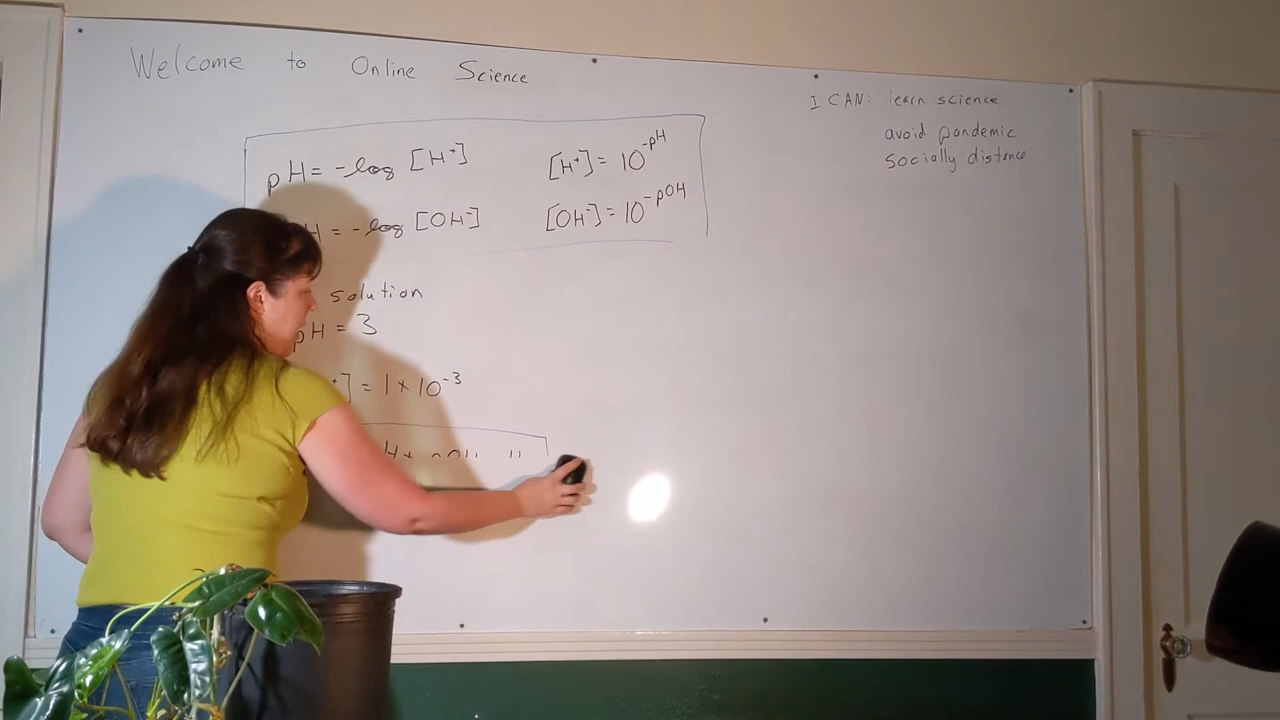 Welcome to Online Science
I CAN: learn science
avoid pandemic
socially distance
pH = -log [H⁺]
[H⁺] = 10^-pH
H = -log [OH⁻]
[OH⁻] = 10^-pOH
solution
pH = 3
⁺] = 1 × 10⁻³